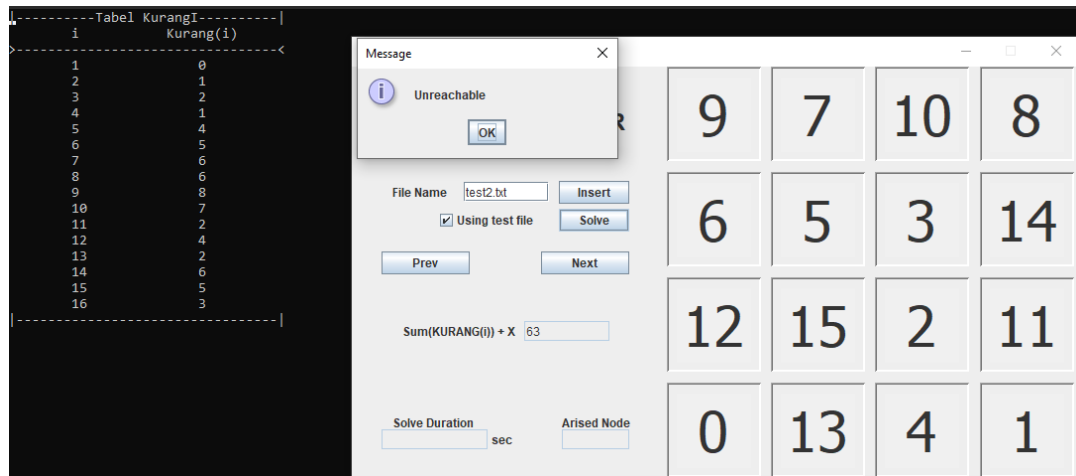 |----------Tabel KurangI----------|
i Kurang(i)
>---------------------------------<
1 0
2 1
3 2
4 1
5 4
6 5
7 6
8 6
9 8
10 7
11 2
12 4
13 2
14 6
15 5
16 3
|---------------------------------|
Message
Unreachable
OK
R
File Name test2.txt Insert
Using test file Solve
Prev Next
Sum(KURANG(i)) + X 63
Solve Duration Arised Node
sec
9 7 10 8
6 5 3 14
12 15 2 11
0 13 4 1